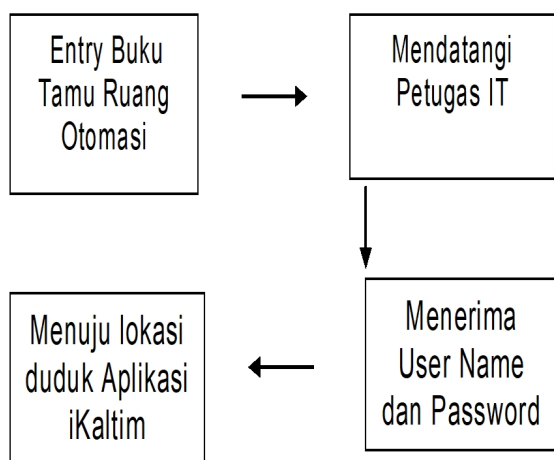 Entry Buku
Tamu Ruang
Otomasi
Mendatangi
Petugas IT
Menerima
User Name
dan Password
Menuju lokasi
duduk Aplikasi
iKaltim